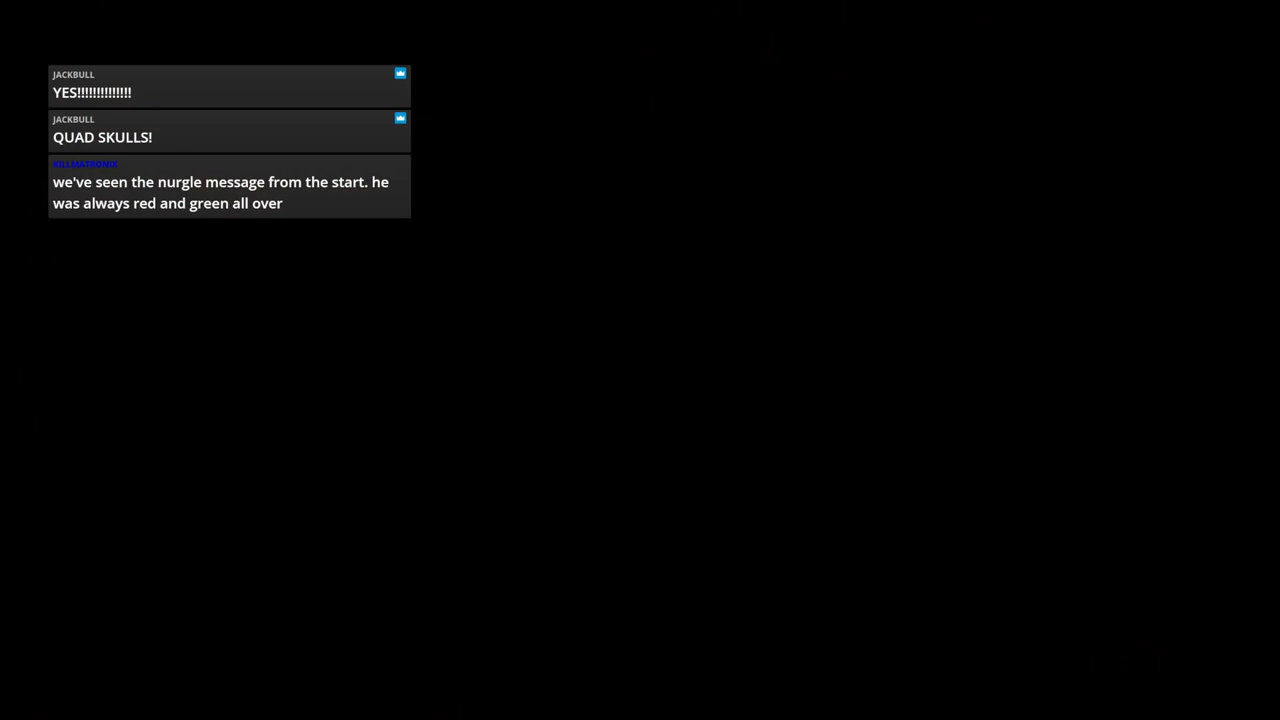 JACKBULL
YES!!!!!!!!!!!!!!
JACKBULL
QUAD SKULLS!
KILLMATRONIX
we've seen the nurgle message from the start. he
was always red and green all over